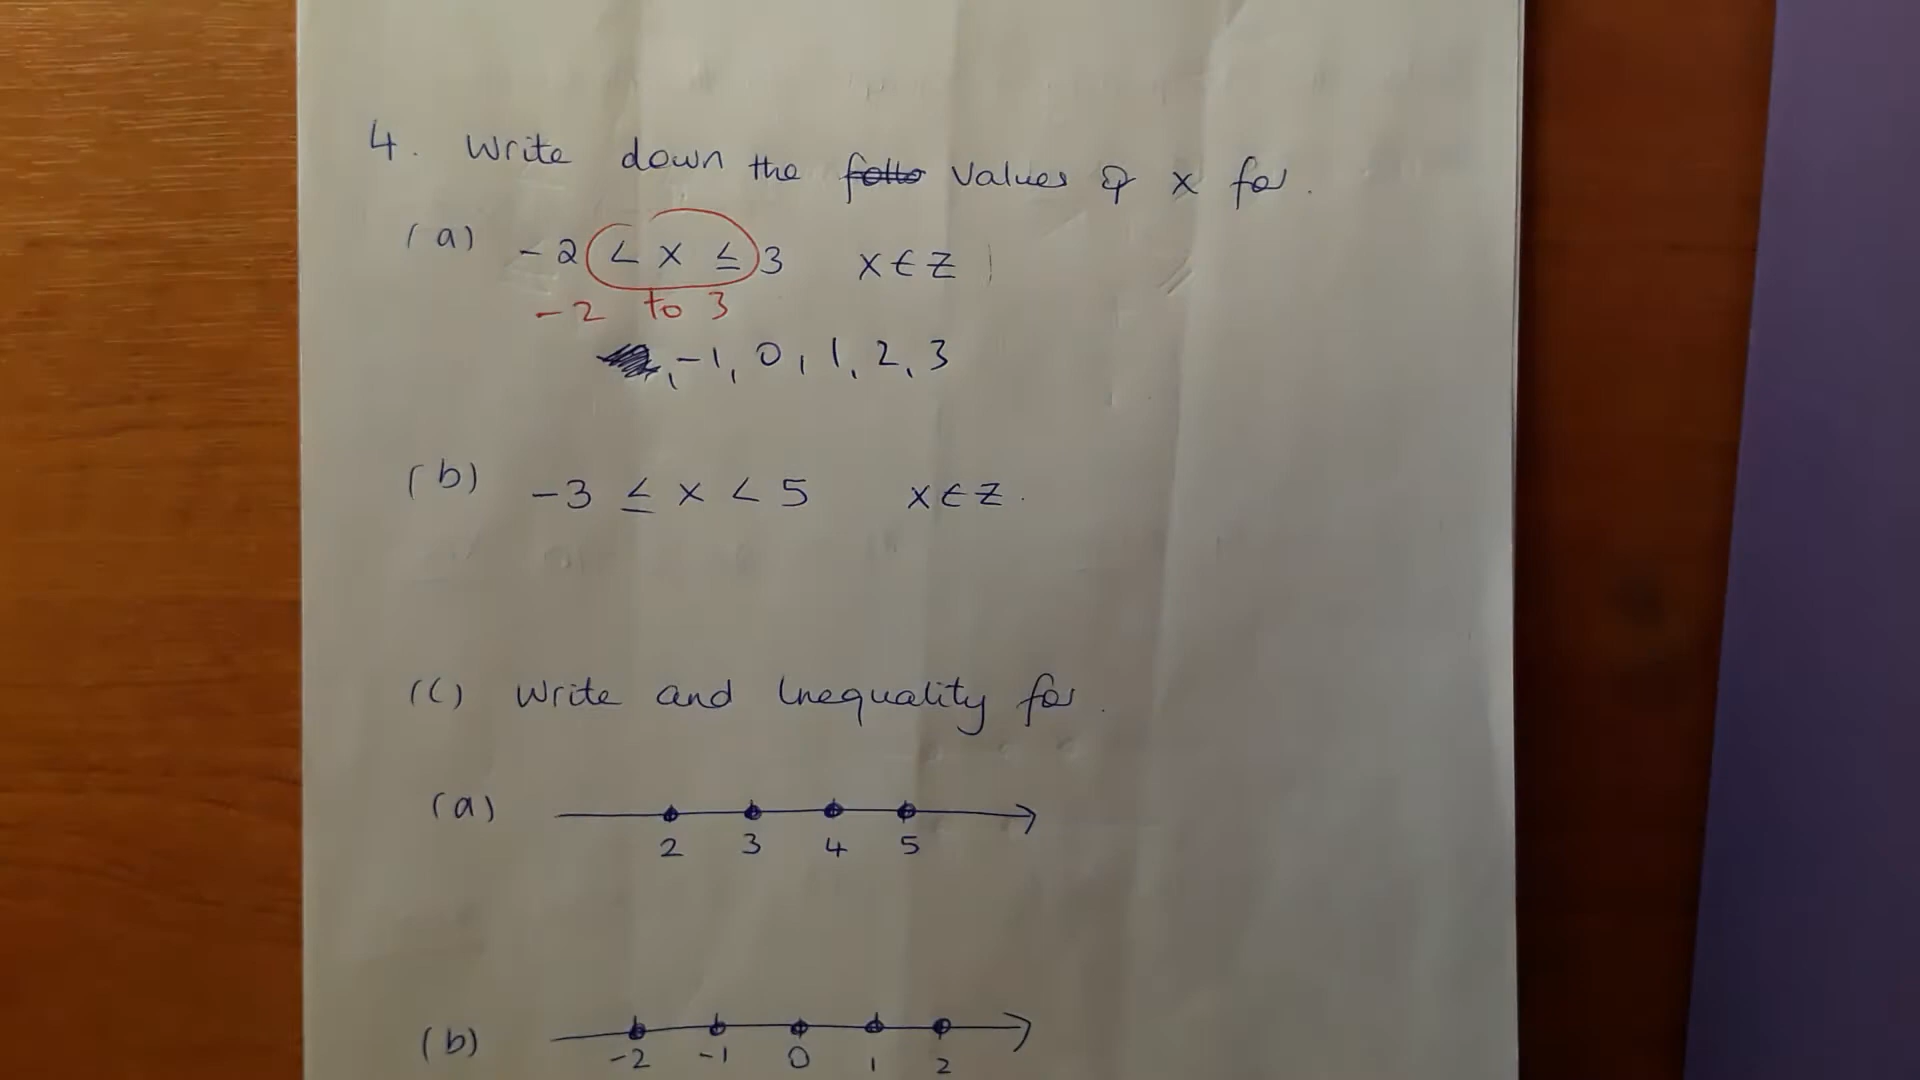 4. Write down the follo values of x for.
(a) -2 < x ≤ 3 x∈Z
-2 to 3
, -1, 0, 1, 2, 3
(b) -3 ≤ x < 5 x∈Z.
(c) Write and Inequality for.
(a)
2 3 4 5
(b)
-2 -1 0 1 2